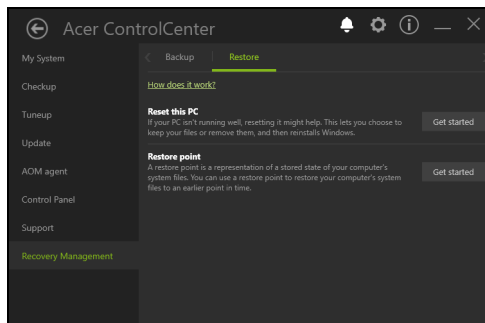 Acer ControlCenter
My System
Checkup
Tuneup
Update
AOM agent
Control Panel
Support
Recovery Management
Backup
Restore
How does it work?
Reset this PC
If your PC isn't running well, resetting it might help. This lets you choose to
keep your files or remove them, and then reinstalls Windows.
Get started
Restore point
A restore point is a representation of a stored state of your computer's
system files. You can use a restore point to restore your computer's system
files to an earlier point in time.
Get started